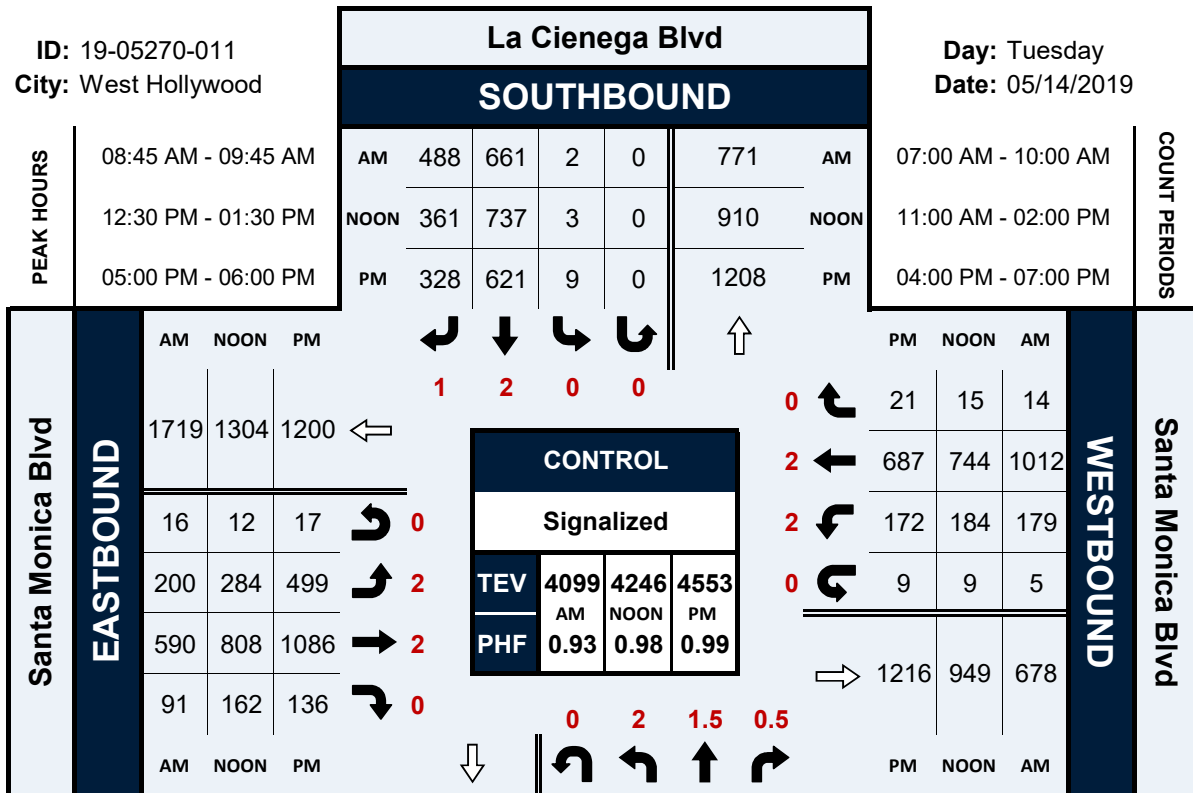 La Cienega Blvd
ID: 19-05270-011
Day: Tuesday
City: West Hollywood
Date: 05/14/2019
SOUTHBOUND
PEAK HOURS
08:45 AM - 09:45 AM
AM 488 661 2 0 771 AM
07:00 AM - 10:00 AM
COUNT PERIODS
12:30 PM - 01:30 PM
NOON 361 737 3 0 910 NOON
11:00 AM - 02:00 PM
05:00 PM - 06:00 PM
PM 328 621 9 0 1208 PM
04:00 PM - 07:00 PM
1 2 0 0
Santa Monica Blvd
EASTBOUND
AM NOON PM
1719 1304 1200
16 12 17 0
200 284 499 2
590 808 1086 2
91 162 136 0
AM NOON PM
CONTROL
Signalized
TEV 4099 4246 4553
AM NOON PM
PHF 0.93 0.98 0.99
0 2 1.5 0.5
PM NOON AM
0 21 15 14
2 687 744 1012
2 172 184 179
0 9 9 5
1216 949 678
PM NOON AM
WESTBOUND
Santa Monica Blvd